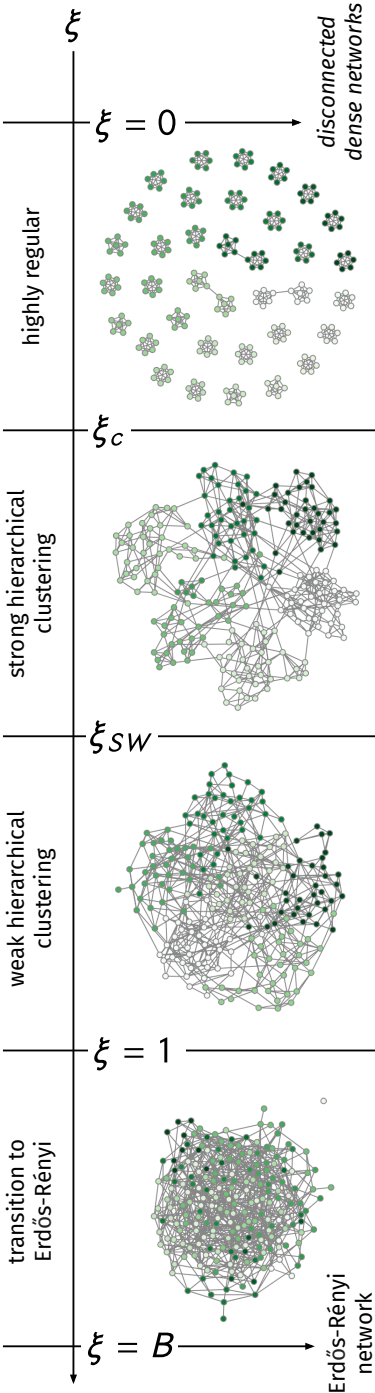 ξ
ξ = 0
disconnected
dense networks
highly regular
ξc
strong hierarchical
clustering
ξSW
weak hierarchical
clustering
ξ = 1
transition to
Erdős-Rényi
ξ = B
Erdős-Rényi
network